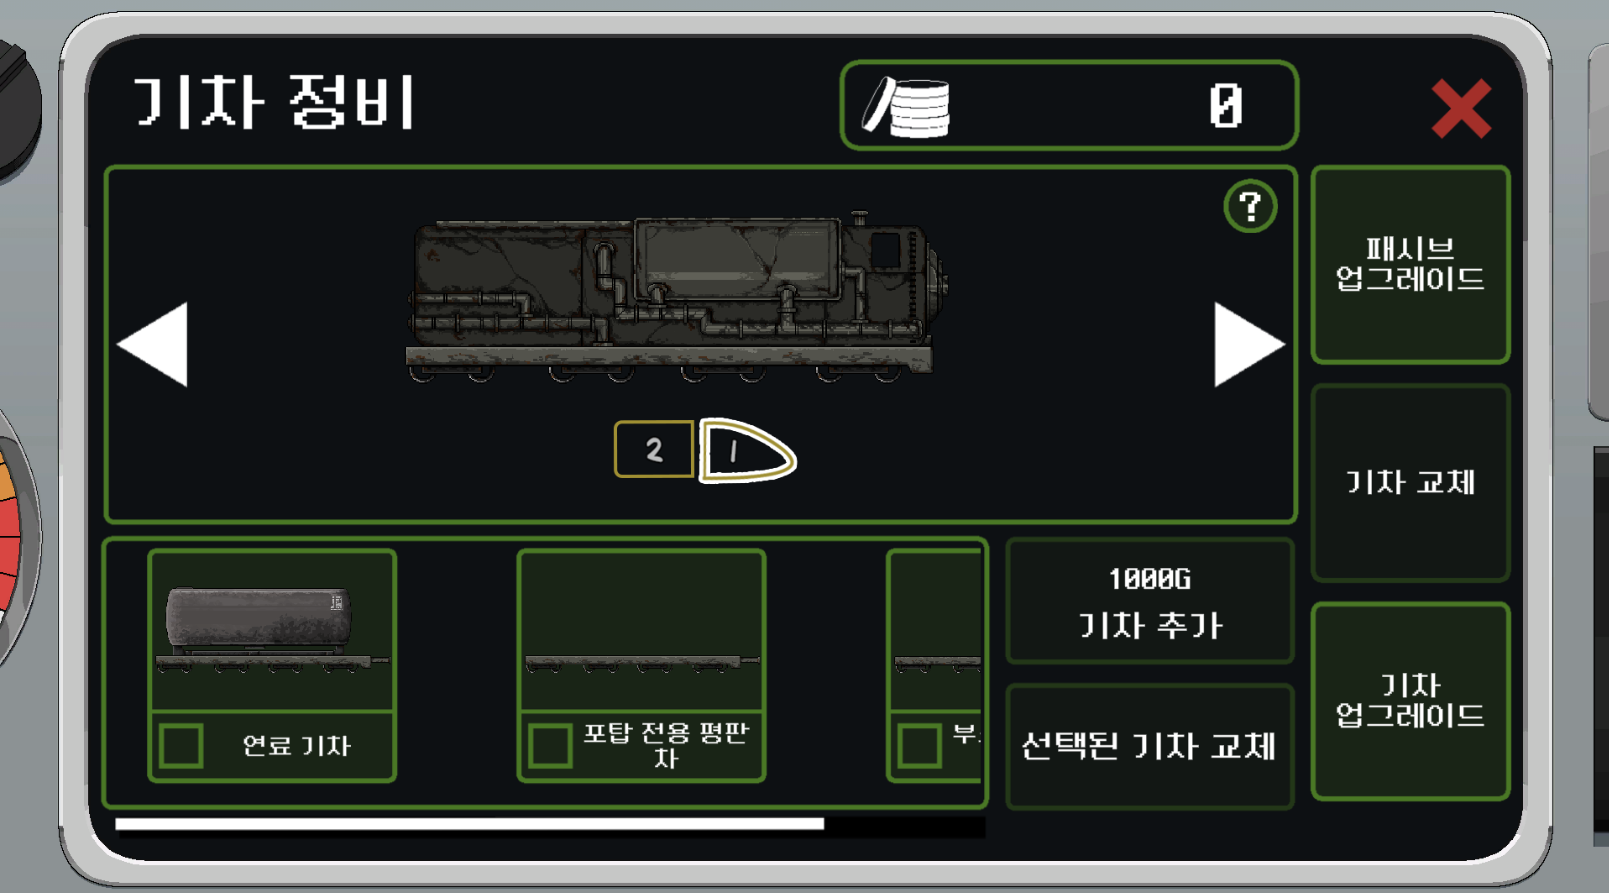 기차 정비
0
?
패시브
업그레이드
2
1
기차 교체
1000G
기차 추가
기차
업그레이드
연료 기차
포탑 전용 평판
차
부
선택된 기차 교체